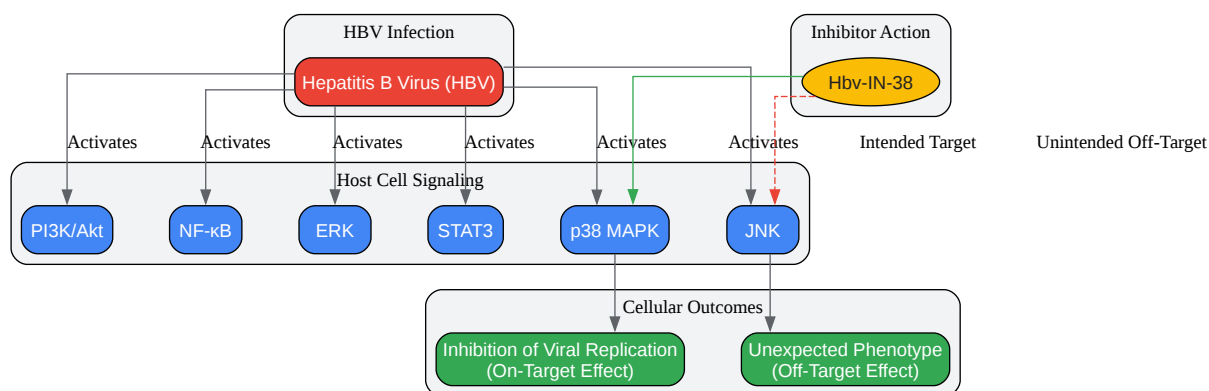 HBV Infection
Inhibitor Action
Hepatitis B Virus (HBV)
Hbv-IN-38
Activates
Activates
Activates
Activates
Activates
Activates
Intended Target
Unintended Off-Target
Host Cell Signaling
PI3K/Akt
NF-κB
ERK
STAT3
p38 MAPK
JNK
Cellular Outcomes
Inhibition of Viral Replication
(On-Target Effect)
Unexpected Phenotype
(Off-Target Effect)